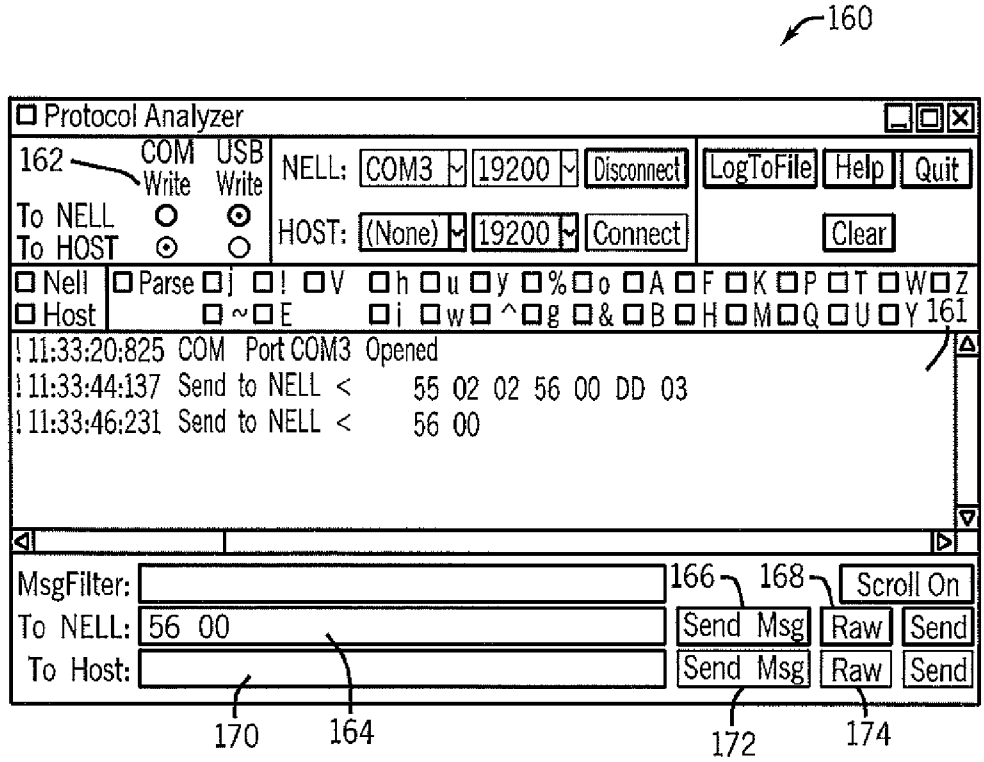 160
Protocol Analyzer
162 COM USB
Write Write
To NELL
To HOST
NELL: COM3 19200 Disconnect
HOST: (None) 19200 Connect
LogToFile Help Quit
Clear
Nell Parse j ! V h u y % o A F K P T W Z
Host ~ E i w ^ g & B H M Q U Y 161
! 11:33:20:825 COM Port COM3 Opened
! 11:33:44:137 Send to NELL < 55 02 02 56 00 DD 03
! 11:33:46:231 Send to NELL < 56 00
MsgFilter: 166 168 Scroll On
To NELL: 56 00 Send Msg Raw Send
To Host: Send Msg Raw Send
170 164 172 174